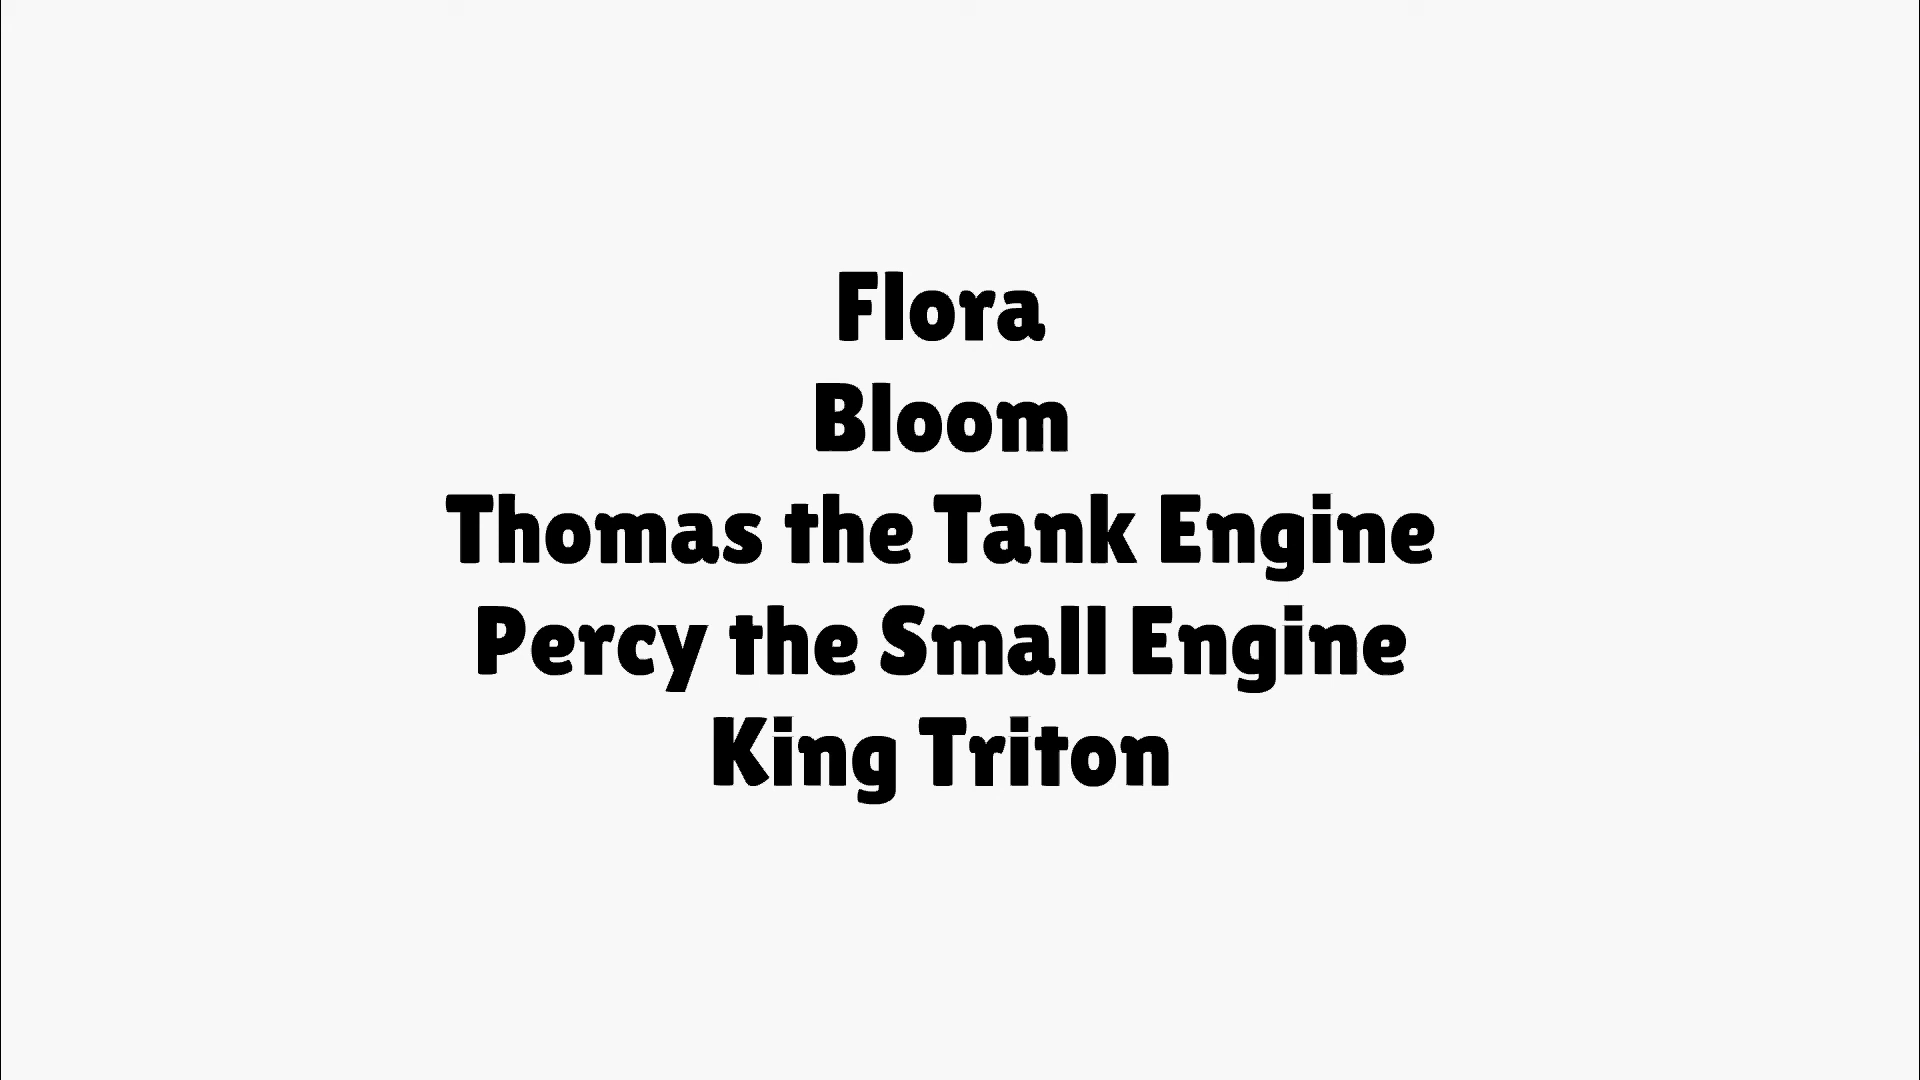 Flora
Bloom
Thomas the Tank Engine
Percy the Small Engine
King Triton